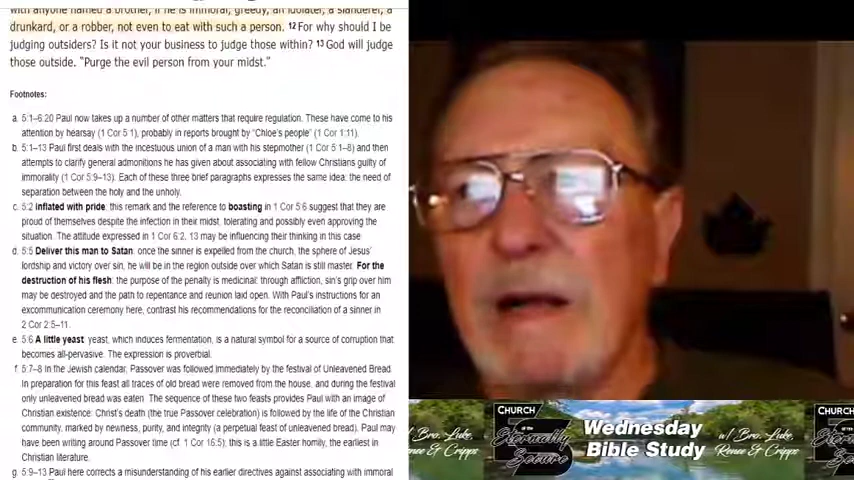 with anyone named a brother, if he is immoral, greedy, an idolater, a slanderer, a
drunkard, or a robber, not even to eat with such a person. 12 For why should I be
judging outsiders? Is it not your business to judge those within? 13 God will judge
those outside. “Purge the evil person from your midst.”
Footnotes:
a. 5:1–6:20 Paul now takes up a number of other matters that require regulation. These have come to his
attention by hearsay (1 Cor 5:1), probably in reports brought by “Chloe’s people” (1 Cor 1:11).
b. 5:1–13 Paul first deals with the incestuous union of a man with his stepmother (1 Cor 5:1–8) and then
attempts to clarify general admonitions he has given about associating with fellow Christians guilty of
immorality (1 Cor 5:9–13). Each of these three brief paragraphs expresses the same idea: the need of
separation between the holy and the unholy.
c. 5:2 Inflated with pride: this remark and the reference to boasting in 1 Cor 5:6 suggest that they are
proud of themselves despite the infection in their midst, tolerating and possibly even approving the
situation. The attitude expressed in 1 Cor 6:2, 13 may be influencing their thinking in this case.
d. 5:5 Deliver this man to Satan: once the sinner is expelled from the church, the sphere of Jesus’
lordship and victory over sin, he will be in the region outside over which Satan is still master. For the
destruction of his flesh: the purpose of the penalty is medicinal: through affliction, sin’s grip over him
may be destroyed and the path to repentance and reunion laid open. With Paul’s instructions for an
excommunication ceremony here, contrast his recommendations for the reconciliation of a sinner in
2 Cor 2:5–11.
e. 5:6 A little yeast: yeast, which induces fermentation, is a natural symbol for a source of corruption that
becomes all-pervasive. The expression is proverbial.
f. 5:7–8 In the Jewish calendar, Passover was followed immediately by the festival of Unleavened Bread.
In preparation for this feast all traces of old bread were removed from the house, and during the festival
only unleavened bread was eaten. The sequence of these two feasts provides Paul with an image of
Christian existence: Christ’s death (the true Passover celebration) is followed by the life of the Christian
community, marked by newness, purity, and integrity (a perpetual feast of unleavened bread). Paul may
have been writing around Passover time (cf. 1 Cor 16:5); this is a little Easter homily, the earliest in
Christian literature.
g. 5:9–13 Paul here corrects a misunderstanding of his earlier directives against associating with immoral
/ Bro. Luke,
nee & Cripps
CHURCH
of the
Eternally
Secure
Wednesday
Bible Study
w/ Bro. Luke,
Renee & Cripps
CHURCH